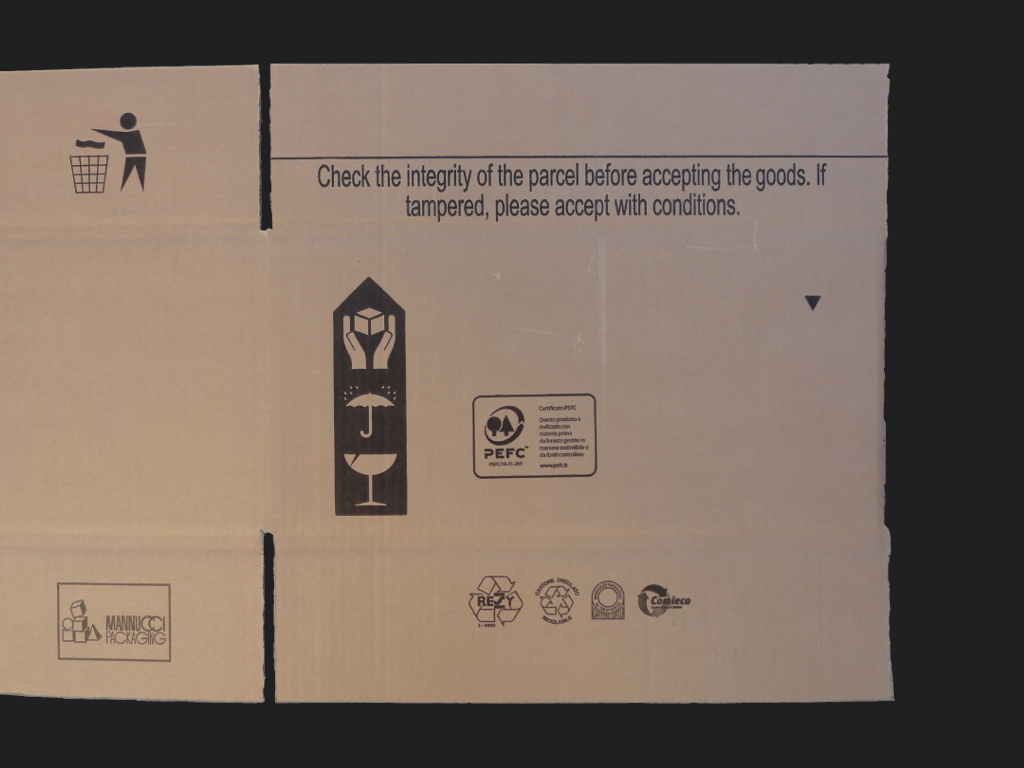 Check the integrity of the parcel before accepting the goods. If
tampered, please accept with conditions.
Certificato PEFC
Questo prodotto è
realizzato con
materia prima
da foreste gestite in
maniera sostenibile e
da fonti controllate
www.pefc.it
PEFC™
PEFC/18-31-265
RESY
CARTONE ONDULATO
RICICLABILE
Comieco
MANNUCCI
PACKAGING